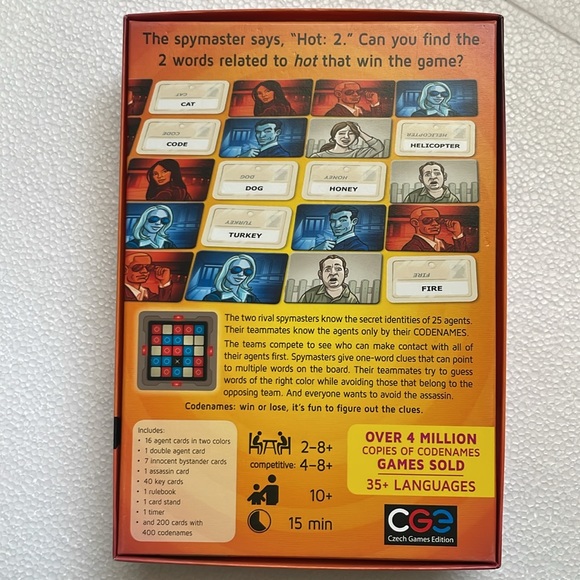 The spymaster says, "Hot: 2." Can you find the
2 words related to hot that win the game?
CAT
CAT
CODE
CODE
HELICOPTER
HELICOPTER
DOG
DOG
HONEY
HONEY
TURKEY
TURKEY
FIRE
FIRE
The two rival spymasters know the secret identities of 25 agents.
Their teammates know the agents only by their CODENAMES.
The teams compete to see who can make contact with all of
their agents first. Spymasters give one-word clues that can point
to multiple words on the board. Their teammates try to guess
words of the right color while avoiding those that belong to the
opposing team. And everyone wants to avoid the assassin.
Codenames: win or lose, it's fun to figure out the clues.
Includes:
• 16 agent cards in two colors
• 1 double agent card
• 7 innocent bystander cards
• 1 assassin card
• 40 key cards
• 1 rulebook
• 1 card stand
• 1 timer
• and 200 cards with
400 codenames
2–8+
competitive: 4–8+
10+
15 min
OVER 4 MILLION
COPIES OF CODENAMES
GAMES SOLD
35+ LANGUAGES
CGE
Czech Games Edition